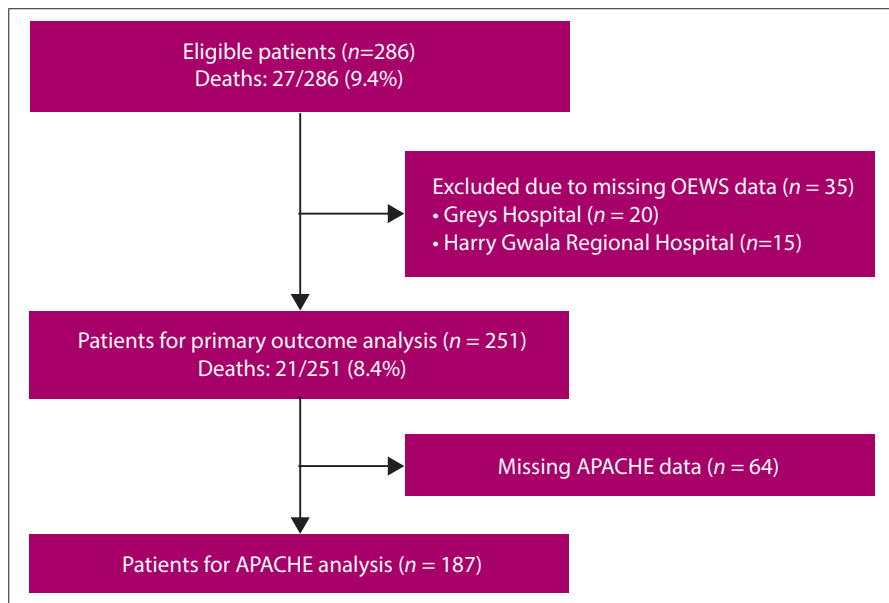 Eligible patients (n=286)
Deaths: 27/286 (9.4%)
Excluded due to missing OEWS data (n = 35)
• Greys Hospital (n = 20)
• Harry Gwala Regional Hospital (n=15)
Patients for primary outcome analysis (n = 251)
Deaths: 21/251 (8.4%)
Missing APACHE data (n = 64)
Patients for APACHE analysis (n = 187)